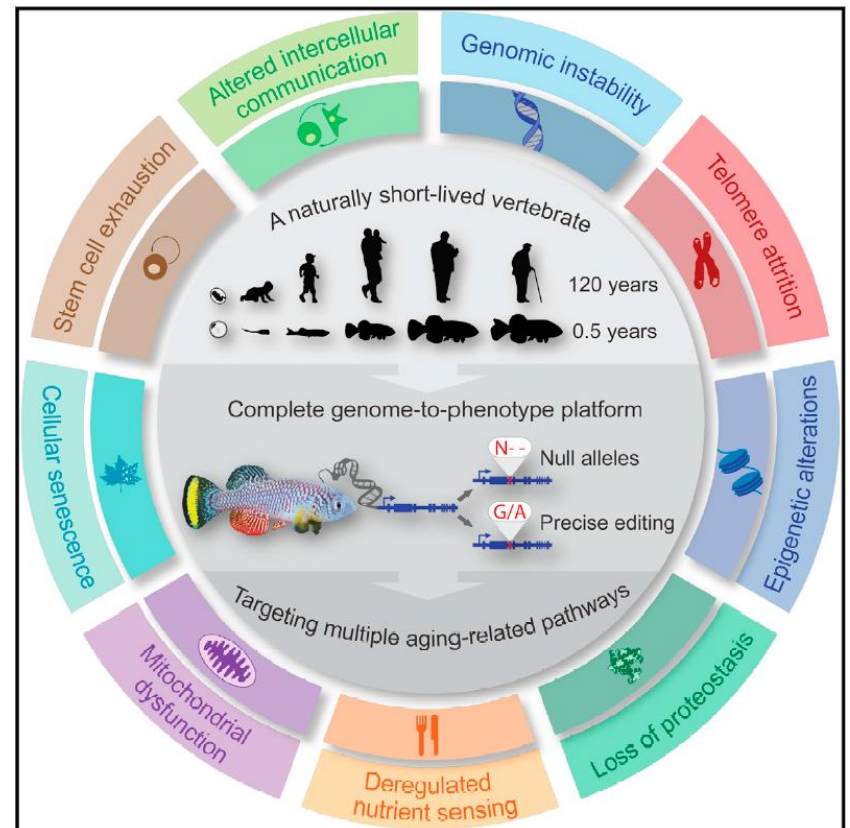 Altered intercellular
communication
Genomic instability
Telomere attrition
Epigenetic alterations
Loss of proteostasis
Deregulated
nutrient sensing
Mitochondrial
dysfunction
Cellular senescence
Stem cell exhaustion
A naturally short-lived vertebrate
120 years
0.5 years
Complete genome-to-phenotype platform
N--
Null alleles
G/A
Precise editing
Targeting multiple aging-related pathways